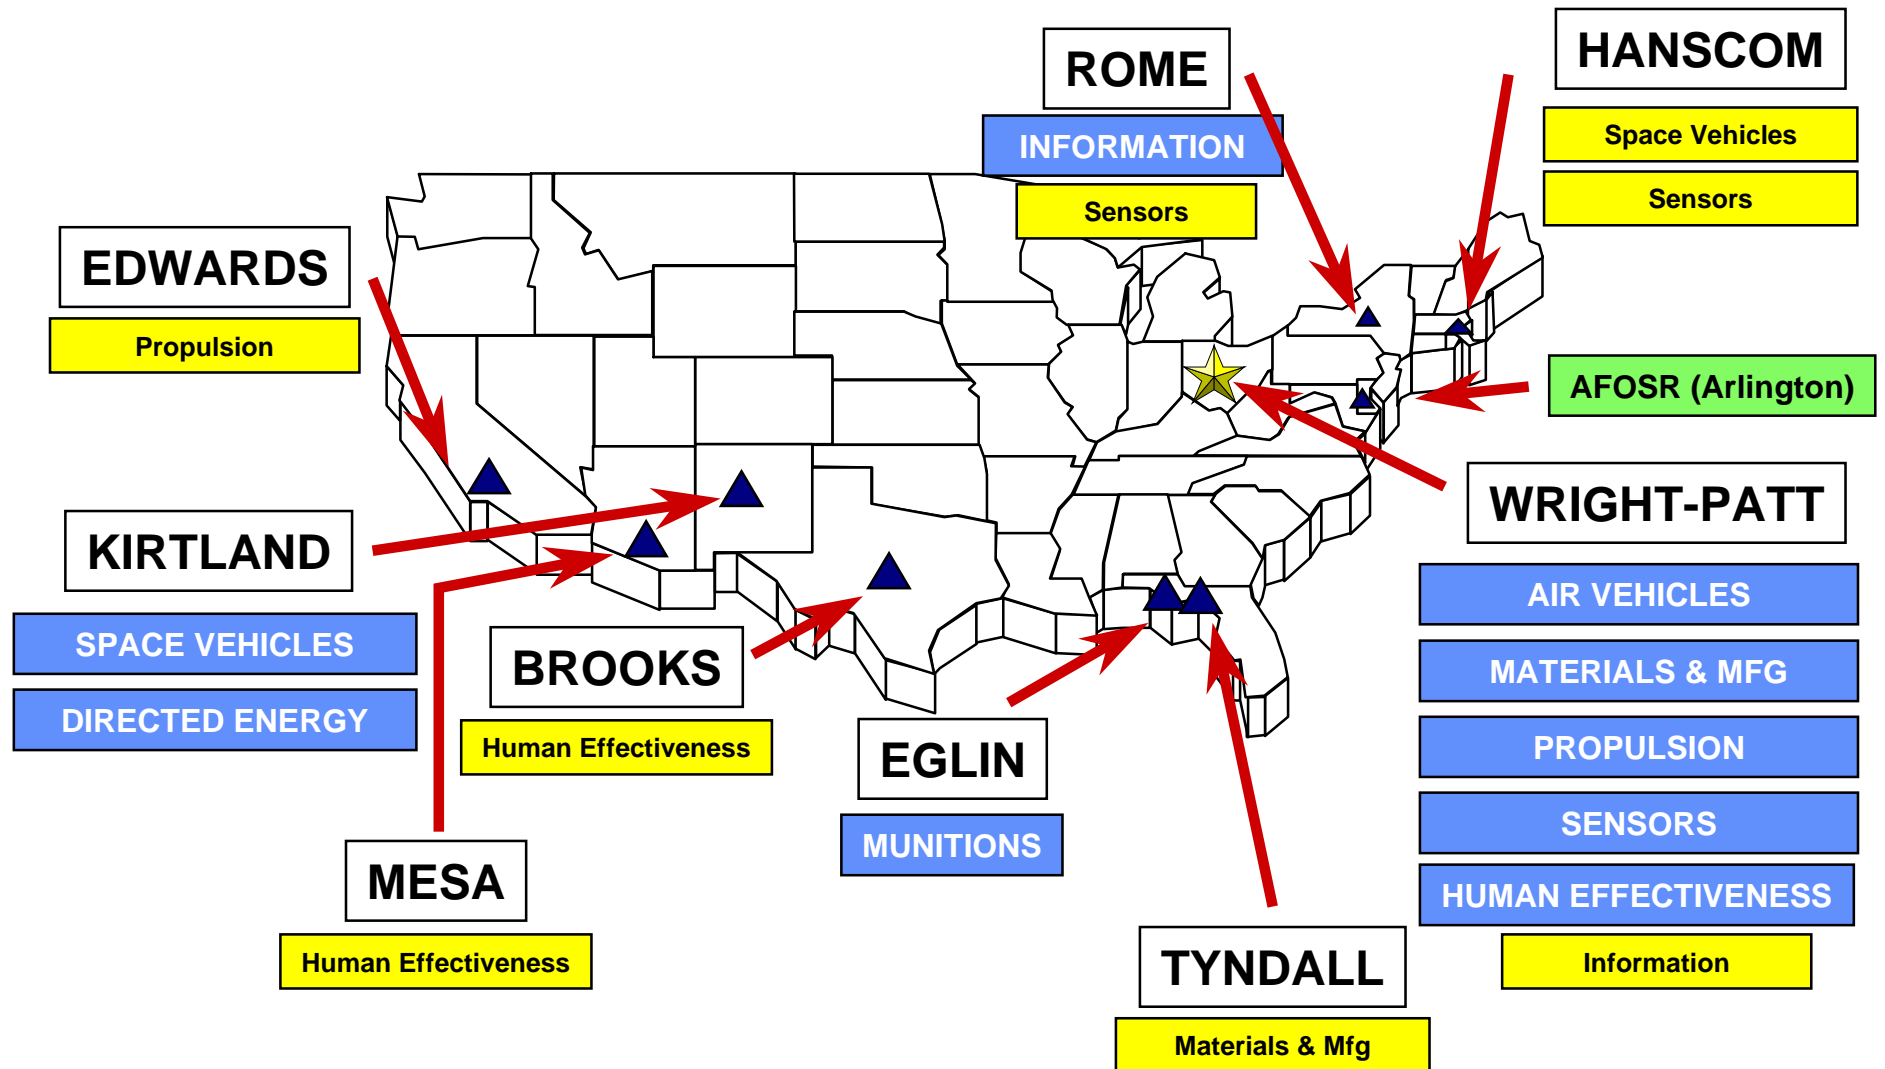 ROME
INFORMATION
Sensors
HANSCOM
Space Vehicles
Sensors
EDWARDS
Propulsion
AFOSR (Arlington)
KIRTLAND
SPACE VEHICLES
DIRECTED ENERGY
WRIGHT-PATT
AIR VEHICLES
MATERIALS & MFG
PROPULSION
SENSORS
HUMAN EFFECTIVENESS
Information
BROOKS
Human Effectiveness
EGLIN
MUNITIONS
MESA
Human Effectiveness
TYNDALL
Materials & Mfg